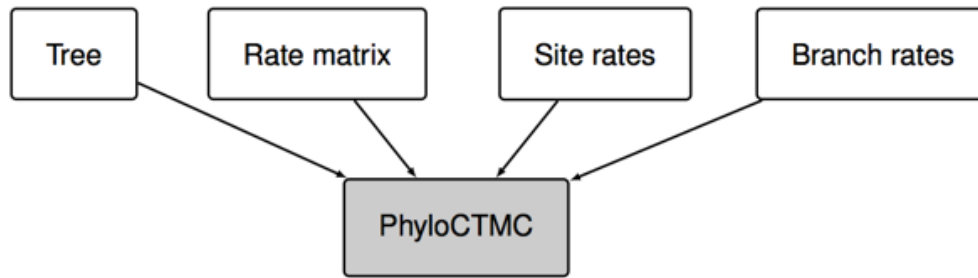 Tree
Rate matrix
Site rates
Branch rates
PhyloCTMC